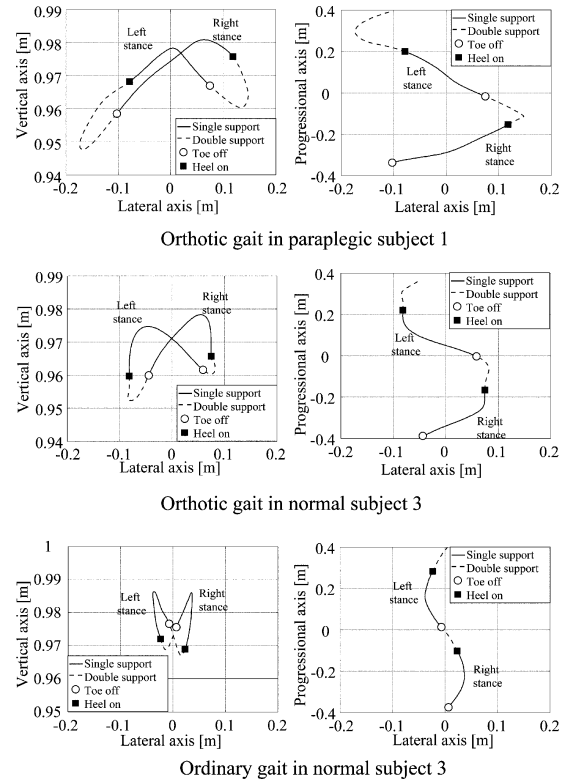 0.99
0.98
0.97
0.96
0.95
0.94
-0.2
-0.1
0
0.1
0.2
Vertical axis [m]
Lateral axis [m]
Left
stance
Right
stance
Single support
Double support
Toe off
Heel on
0.4
0.2
0
-0.2
-0.4
-0.2
-0.1
0
0.1
0.2
Progressional axis [m]
Lateral axis [m]
Single support
Double support
Toe off
Heel on
Left
stance
Right
stance
Orthotic gait in paraplegic subject 1
0.99
0.98
0.97
0.96
0.95
0.94
-0.2
-0.1
0
0.1
0.2
Vertical axis [m]
Lateral axis [m]
Left
stance
Right
stance
Single support
Double support
Toe off
Heel on
0.4
0.2
0
-0.2
-0.4
-0.2
-0.1
0
0.1
0.2
Progressional axis [m]
Lateral axis [m]
Single support
Double support
Toe off
Heel on
Left
stance
Right
stance
Orthotic gait in normal subject 3
1
0.99
0.98
0.97
0.96
0.95
-0.2
-0.1
0
0.1
0.2
Vertical axis [m]
Lateral axis [m]
Left
stance
Right
stance
Single support
Double support
Toe off
Heel on
0.4
0.2
0
-0.2
-0.4
-0.2
-0.1
0
0.1
0.2
Progressional axis [m]
Lateral axis [m]
Single support
Double support
Toe off
Heel on
Left
stance
Right
stance
Ordinary gait in normal subject 3